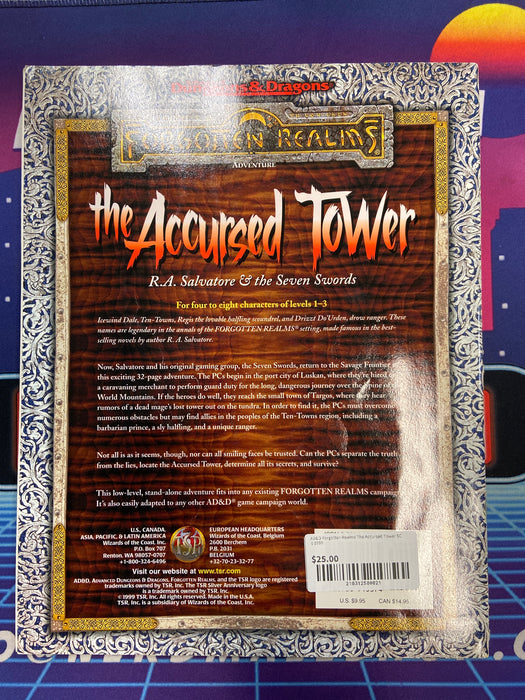 Dungeons & Dragons
FORGOTTEN REALMS
ADVENTURE
the Accursed Tower
R.A. Salvatore & the Seven Swords
For four to eight characters of levels 1–3
Icewind Dale, Ten-Towns, Regis the lovable halfling scoundrel, and Drizzt Do'Urden, drow ranger. These
names are legendary in the annals of the FORGOTTEN REALMS® setting, made famous in the best-
selling novels by author R. A. Salvatore.
Now, Salvatore and his original gaming group, the Seven Swords, return to the Savage Frontier
this exciting 32-page adventure. The PCs begin in the port city of Luskan, where they're hired
a caravaning merchant to perform guard duty for the long, dangerous journey over the Spine of
World Mountains. If the heroes do well, they reach the small town of Targos, where they hear
rumors of a dead mage's lost tower out on the tundra. In order to find it, the PCs must overcome
numerous obstacles but may find allies in the peoples of the Ten-Towns region, including a
barbarian prince, a sly halfling, and a unique ranger.
Not all is as it seems, though, nor can all smiling faces be trusted. Can the PCs separate the truth
from the lies, locate the Accursed Tower, determine all its secrets, and survive?
This low-level, stand-alone adventure fits into any existing FORGOTTEN REALMS campaign
It's also easily adapted to any other AD&D® game campaign world.
U.S. CANADA,
ASIA, PACIFIC, & LATIN AMERICA
Wizards of the Coast, Inc.
P.O. Box 707
Renton, WA 98057-0707
+1-800-324-6496
EUROPEAN HEADQUARTERS
Wizards of the Coast, Belgium
2600 Berchem
P.B. 2031
BELGIUM
+32-70-23-32-77
Visit our website at www.tsr.com
AD&D, ADVANCED DUNGEONS & DRAGONS, FORGOTTEN REALMS, and the TSR logo are registered
trademarks owned by TSR, Inc. The TSR Silver Anniversary logo
is a trademark owned by TSR, Inc.
©1999 TSR, Inc. All rights reserved. Made in the U.S.A.
TSR, Inc. is a subsidiary of Wizards of the Coast, Inc.
AD&D Forgotten Realms The Accursed Tower SC
$25.00
210312580021
U.S. $9.95 CAN $14.95